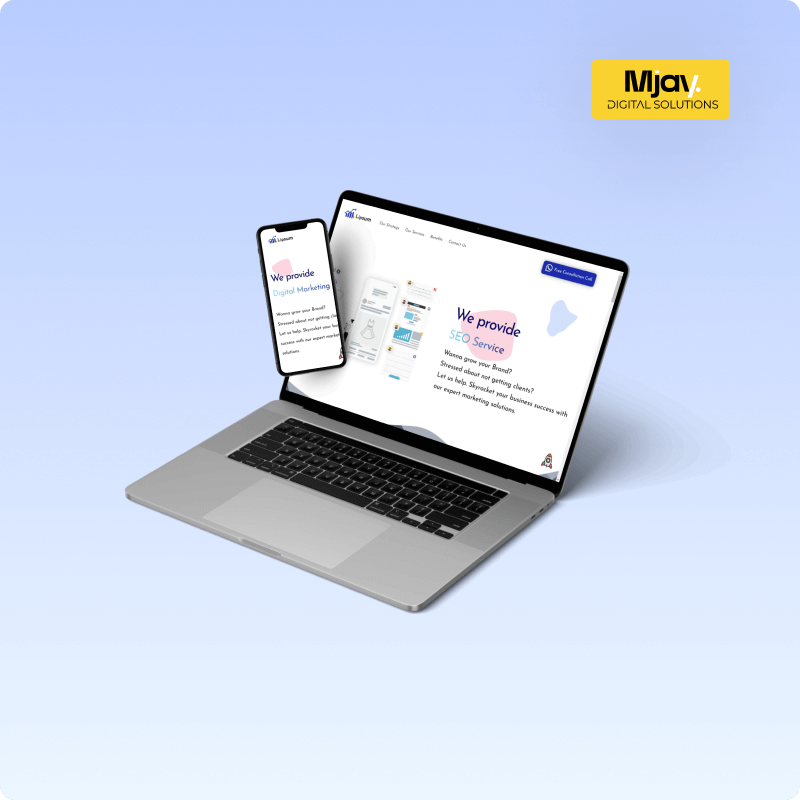 Mjay.
DIGITAL SOLUTIONS
Lipsum
Our Strategy Our Services Benefits Contact Us
Free Consultation Call
We provide
SEO Service
Wanna grow your Brand?
Stressed about not getting clients?
Let us help. Skyrocket your business success with
our expert marketing solutions.
Lipsum
We provide
Digital Marketing
Wanna grow your Brand?
Stressed about not getting clients
Let us help. Skyrocket your busi
success with our expert market
solutions.